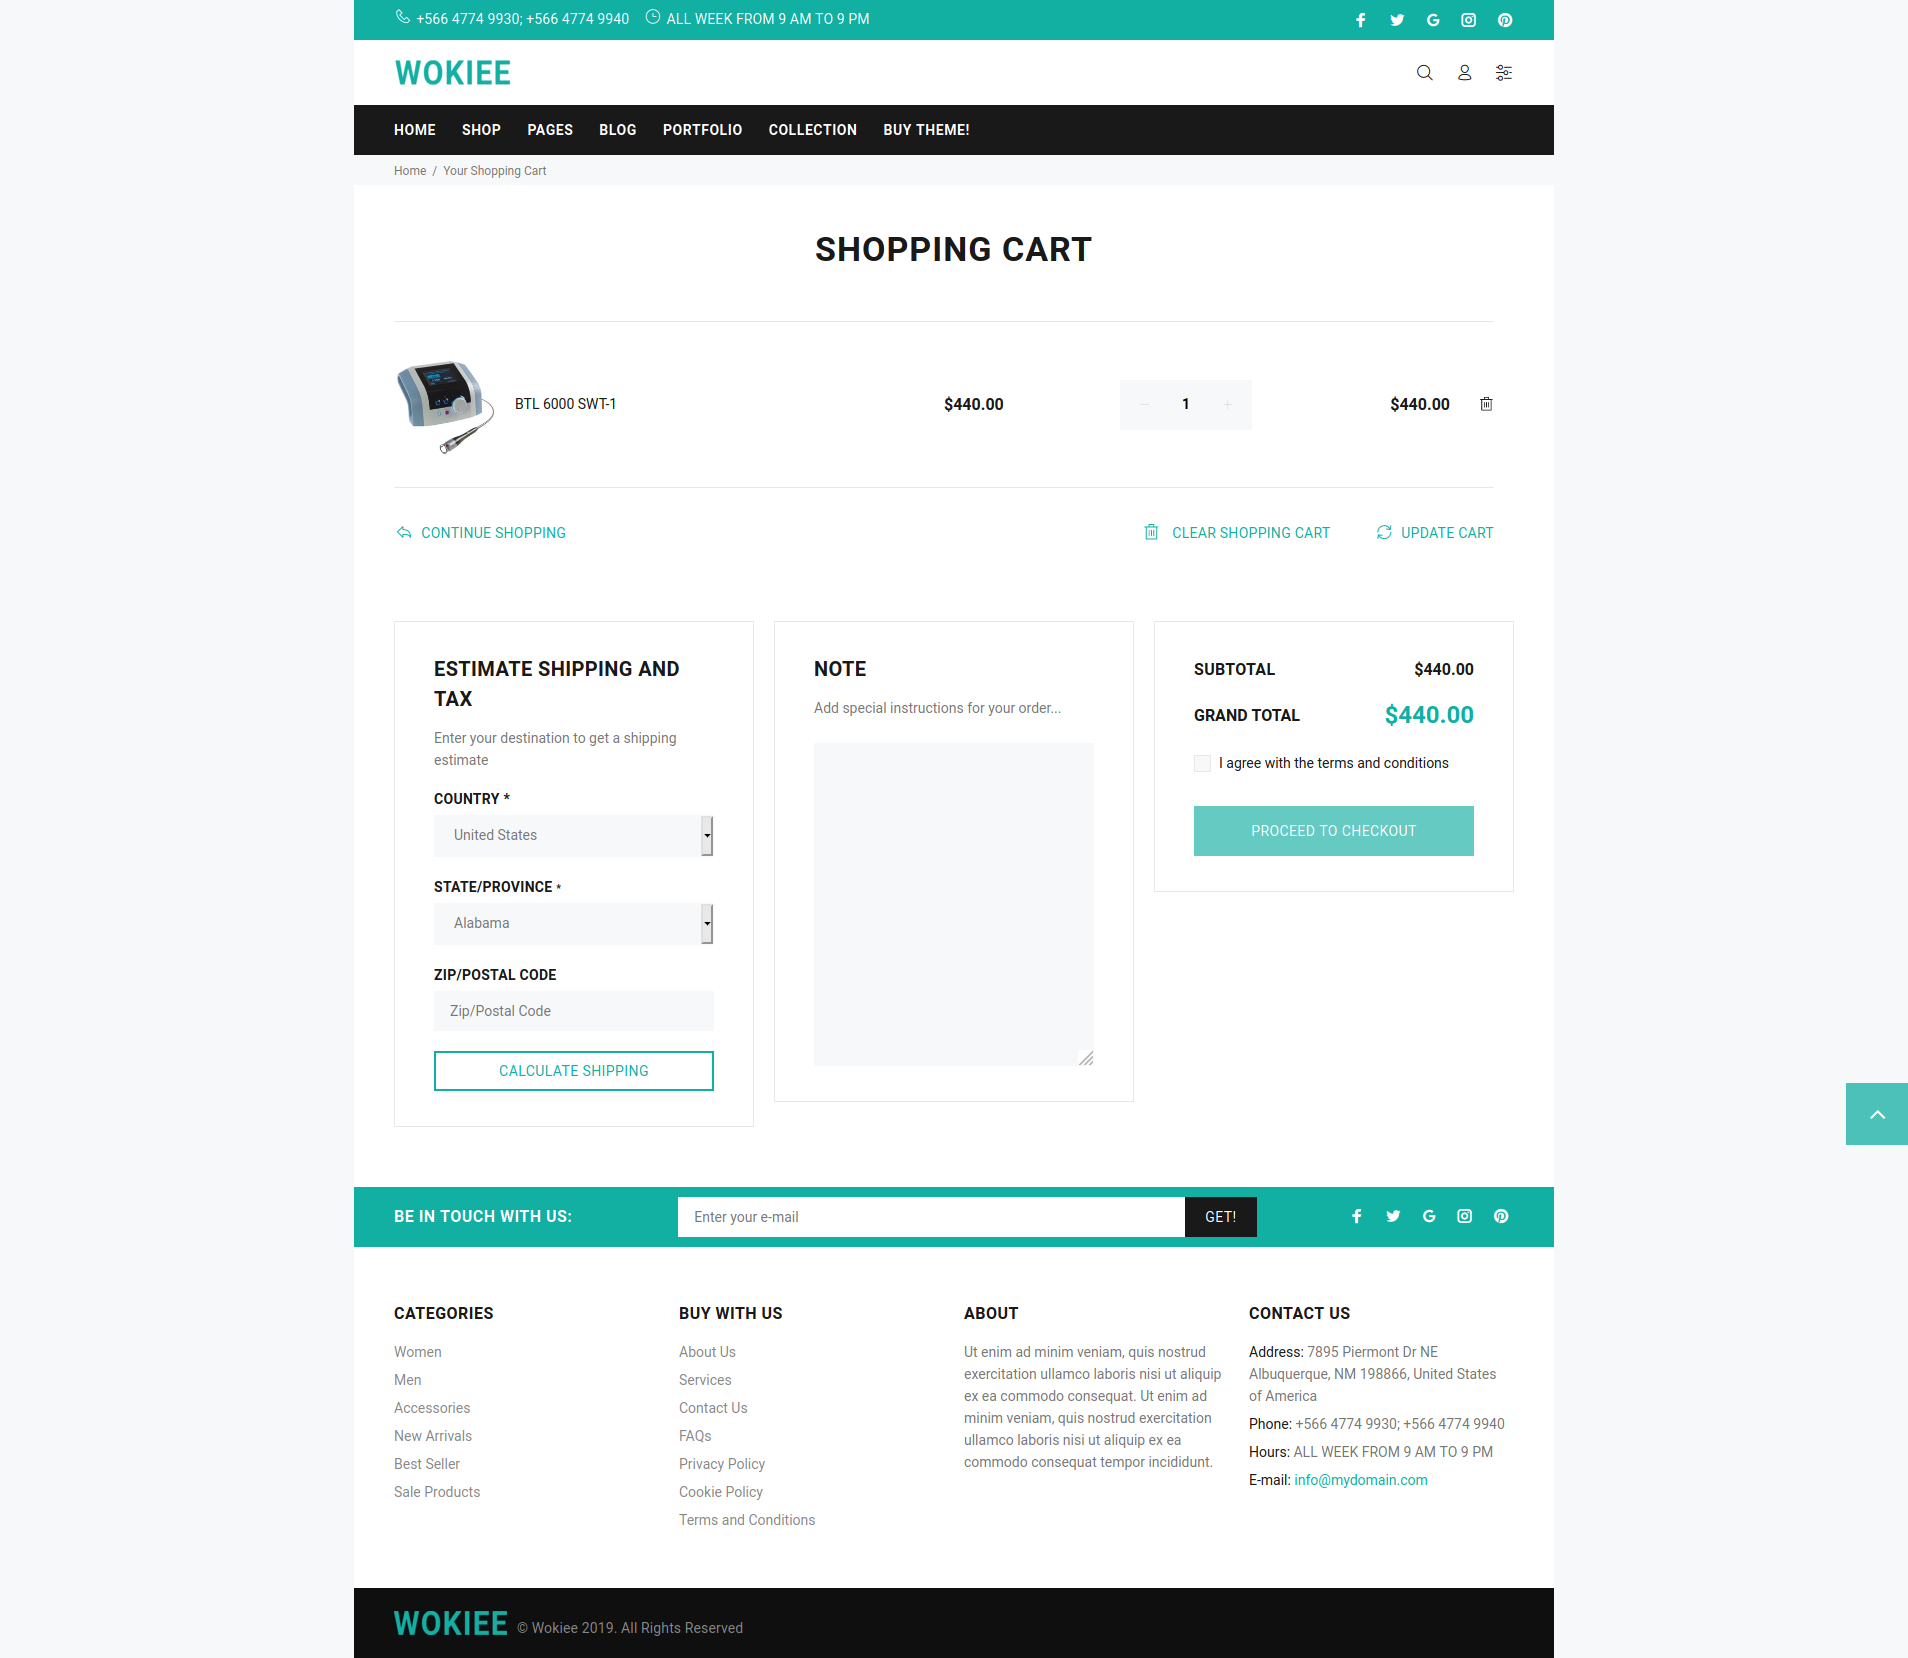 +566 4774 9930; +566 4774 9940 ALL WEEK FROM 9 AM TO 9 PM
WOKIEE
HOME SHOP PAGES BLOG PORTFOLIO COLLECTION BUY THEME!
Home / Your Shopping Cart
SHOPPING CART
BTL 6000 SWT-1 $440.00 − 1 + $440.00
CONTINUE SHOPPING CLEAR SHOPPING CART UPDATE CART
ESTIMATE SHIPPING AND
TAX
Enter your destination to get a shipping
estimate
COUNTRY *
United States
STATE/PROVINCE *
Alabama
ZIP/POSTAL CODE
Zip/Postal Code
CALCULATE SHIPPING
NOTE
Add special instructions for your order...
SUBTOTAL $440.00
GRAND TOTAL $440.00
I agree with the terms and conditions
PROCEED TO CHECKOUT
BE IN TOUCH WITH US: Enter your e-mail GET!
CATEGORIES
Women
Men
Accessories
New Arrivals
Best Seller
Sale Products
BUY WITH US
About Us
Services
Contact Us
FAQs
Privacy Policy
Cookie Policy
Terms and Conditions
ABOUT
Ut enim ad minim veniam, quis nostrud
exercitation ullamco laboris nisi ut aliquip
ex ea commodo consequat. Ut enim ad
minim veniam, quis nostrud exercitation
ullamco laboris nisi ut aliquip ex ea
commodo consequat tempor incididunt.
CONTACT US
Address: 7895 Piermont Dr NE
Albuquerque, NM 198866, United States
of America
Phone: +566 4774 9930; +566 4774 9940
Hours: ALL WEEK FROM 9 AM TO 9 PM
E-mail: info@mydomain.com
WOKIEE © Wokiee 2019. All Rights Reserved